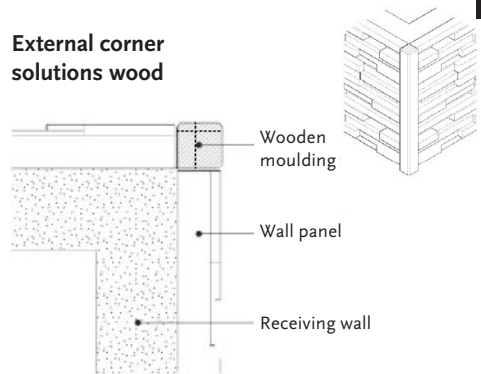 External corner
solutions wood
Wooden
moulding
Wall panel
Receiving wall